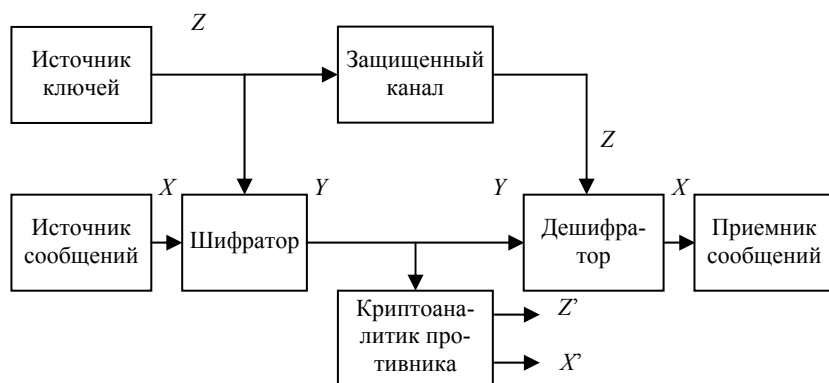 Z
Источник
ключей
Защищенный
канал
Z
X
Y
Y
X
Источник
сообщений
Шифратор
Дешифра-
тор
Приемник
сообщений
Криптоана-
литик про-
тивника
Z’
X’